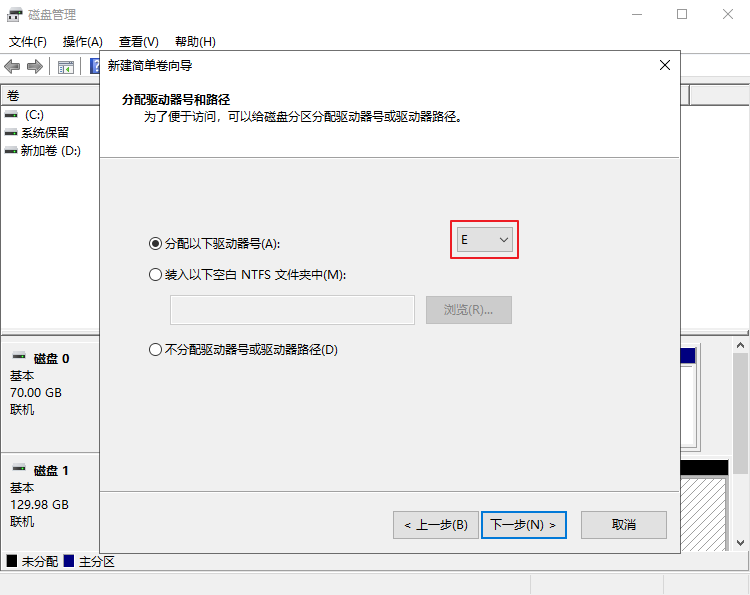 磁盘管理
文件(F) 操作(A) 查看(V) 帮助(H)
?
卷
(C:)
系统保留
新加卷 (D:)
新建简单卷向导
分配驱动器号和路径
为了便于访问，可以给磁盘分区分配驱动器号或驱动器路径。
分配以下驱动器号(A):
E
装入以下空白 NTFS 文件夹中(M):
浏览(R)...
不分配驱动器号或驱动器路径(D)
< 上一步(B) 下一步(N) > 取消
磁盘 0
基本
70.00 GB
联机
磁盘 1
基本
129.98 GB
联机
未分配 主分区